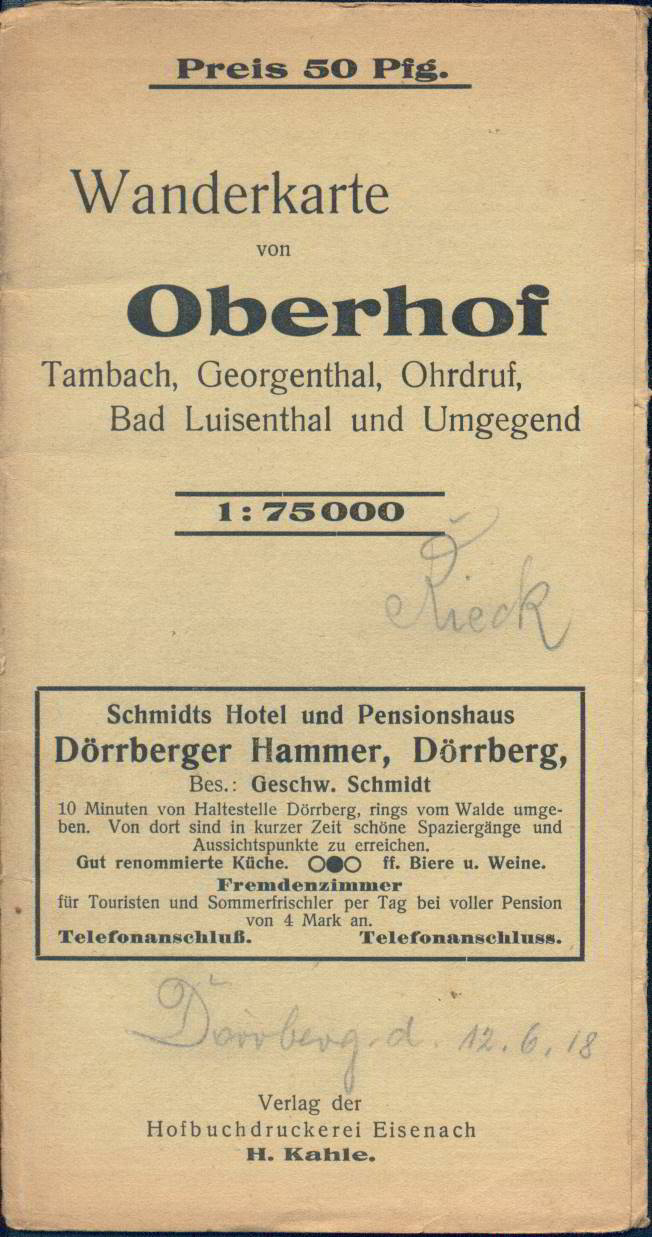 Preis 50 Pfg.
Wanderkarte
von
Oberhof
Tambach, Georgenthal, Ohrdruf,
Bad Luisenthal und Umgegend
1:75000
Rieck
Schmidts Hotel und Pensionshaus
Dörrberger Hammer, Dörrberg,
Bes.: Geschw. Schmidt
10 Minuten von Haltestelle Dörrberg, rings vom Walde umge-
ben. Von dort sind in kurzer Zeit schöne Spaziergänge und
Aussichtspunkte zu erreichen.
Gut renommierte Küche. ff. Biere u. Weine.
Fremdenzimmer
für Touristen und Sommerfrischler per Tag bei voller Pension
von 4 Mark an.
Telefonanschluß. Telefonanschluss.
Dörrberg. d. 12. 6. 18
Verlag der
Hofbuchdruckerei Eisenach
H. Kahle.